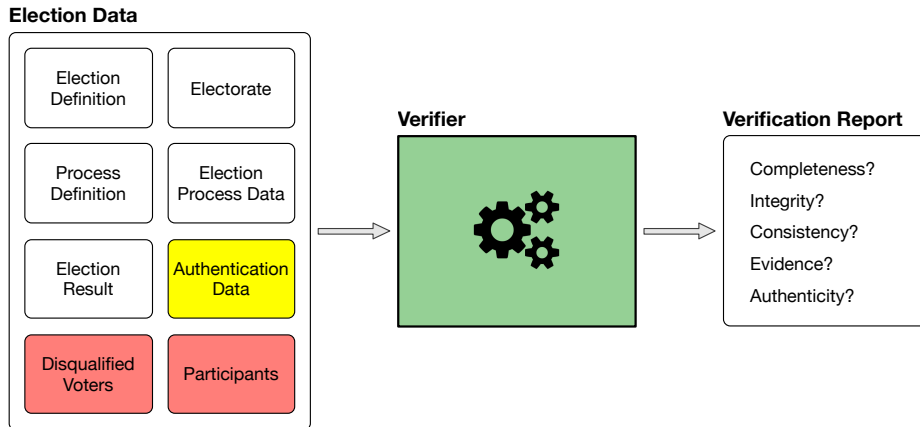 Election Data
Election
Definition
Electorate
Process
Definition
Election
Process Data
Election
Result
Authentication
Data
Disqualified
Voters
Participants
Verifier
Verification Report
Completeness?
Integrity?
Consistency?
Evidence?
Authenticity?